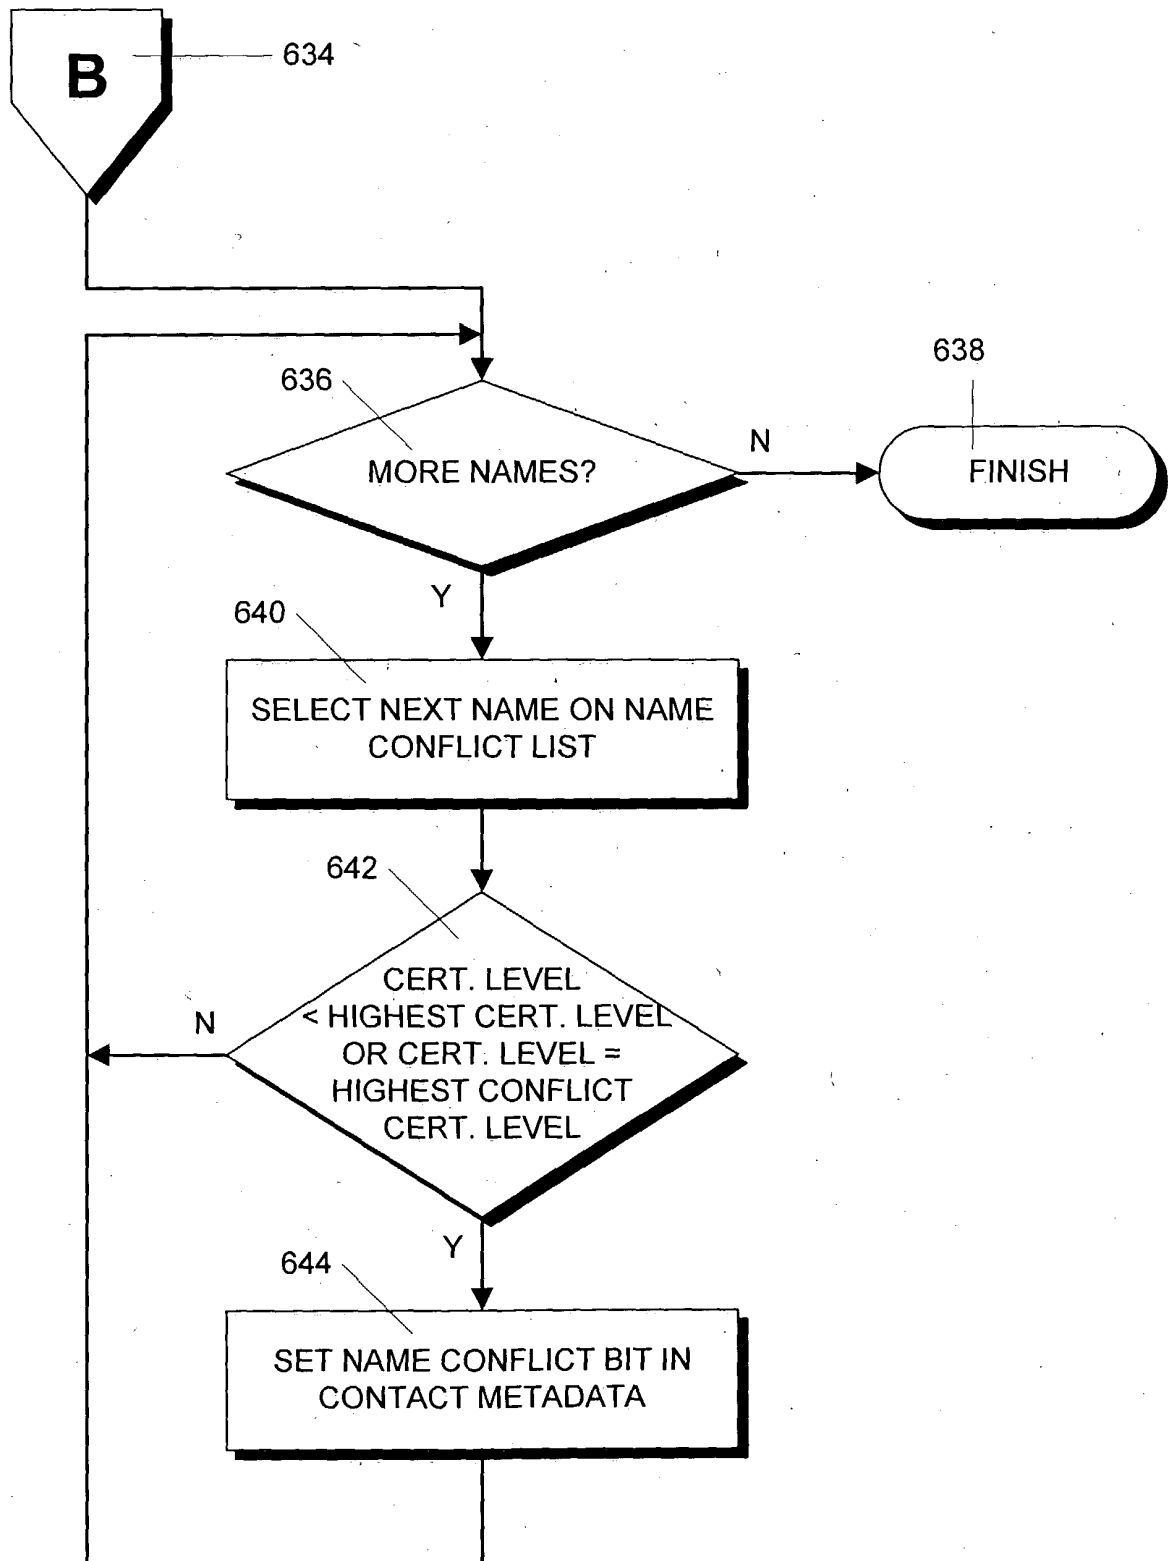 B
634
638
636
N
MORE NAMES?
FINISH
Y
640
SELECT NEXT NAME ON NAME
CONFLICT LIST
642
CERT. LEVEL
< HIGHEST CERT. LEVEL
N
OR CERT. LEVEL =
HIGHEST CONFLICT
CERT. LEVEL
Y
644
SET NAME CONFLICT BIT IN
CONTACT METADATA